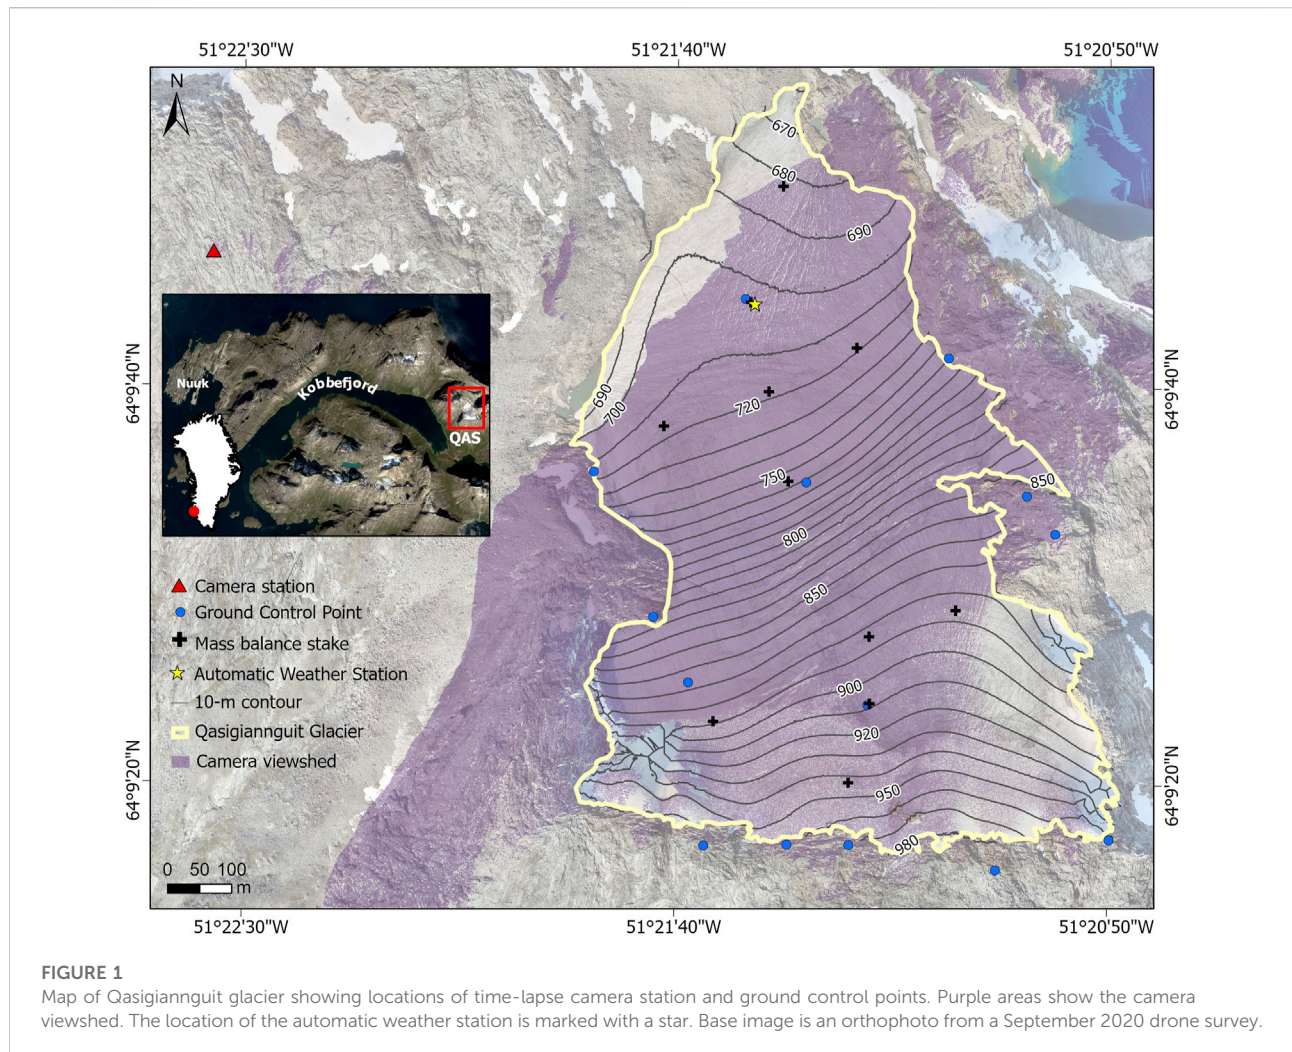 51°22'30"W
51°21'40"W
51°20'50"W
N
670
680
690
64°9'40"N
64°9'40"N
Nuuk
Kobbefjord
QAS
690
700
720
750
850
800
850
Camera station
Ground Control Point
Mass balance stake
Automatic Weather Station
10-m contour
Qasigiannguit Glacier
Camera viewshed
900
920
950
980
64°9'20"N
64°9'20"N
0 50 100
m
51°22'30"W
51°21'40"W
51°20'50"W
FIGURE 1
Map of Qasigiannguit glacier showing locations of time-lapse camera station and ground control points. Purple areas show the camera
viewshed. The location of the automatic weather station is marked with a star. Base image is an orthophoto from a September 2020 drone survey.